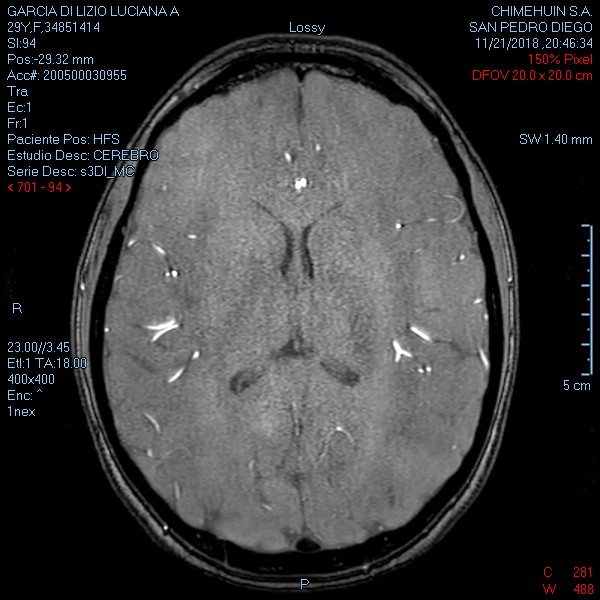 GARCIA DI LIZIO LUCIANA A
29Y,F,34851414
Sl:94
Pos:-29.32 mm
Acc#: 200500030955
Tra
Ec:1
Fr:1
Paciente Pos: HFS
Estudio Desc: CEREBRO
Serie Desc: s3DI_MC
< 701 - 94 >
Lossy
CHIMEHUIN S.A.
SAN PEDRO DIEGO
11/21/2018 ,20:46:34
150% Pixel
DFOV 20.0 x 20.0 cm
SW 1.40 mm
R
23.00//3.45
Etl:1 TA:18.00
400x400
Enc: ^
1nex
5 cm
P
C 281
W 488